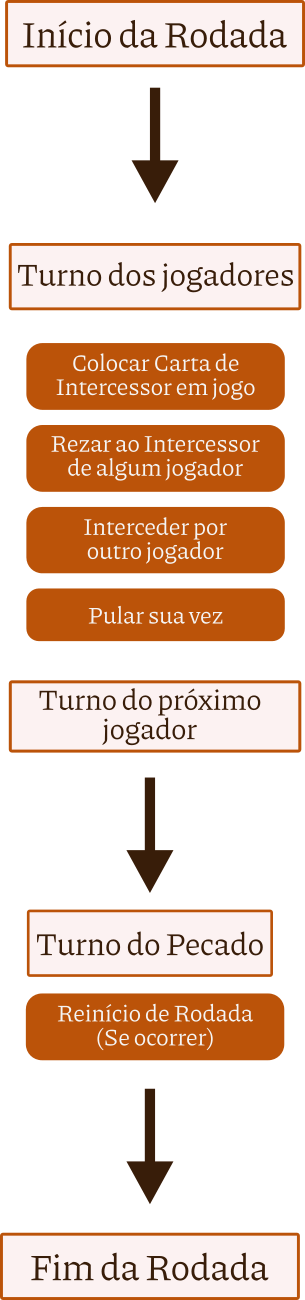 Início da Rodada
Turno dos jogadores
Colocar Carta de
Intercessor em jogo
Rezar ao Intercessor
de algum jogador
Interceder por
outro jogador
Pular sua vez
Turno do próximo
jogador
Turno do Pecado
Reinício de Rodada
(Se ocorrer)
Fim da Rodada